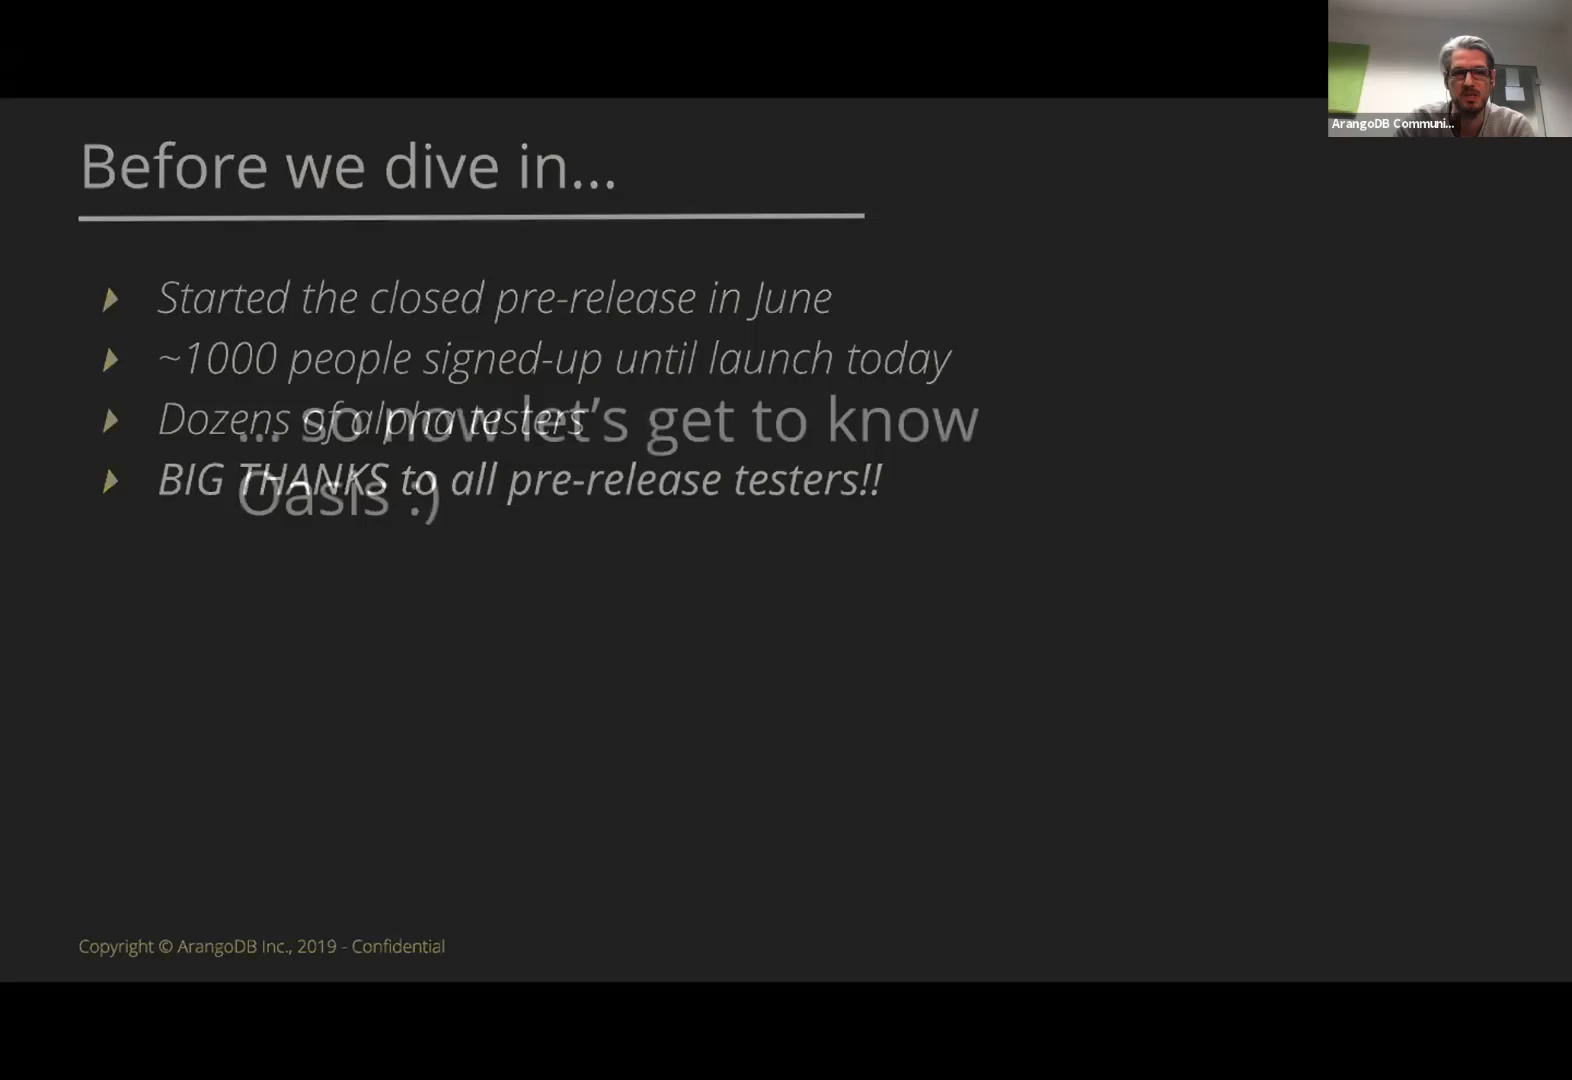 ArangoDB Communi...
Before we dive in...
Started the closed pre-release in June
~1000 people signed-up until launch today
Dozens of alpha testers
... so now let's get to know
BIG THANKS to all pre-release testers!!
Oasis :)
Copyright © ArangoDB Inc., 2019 - Confidential